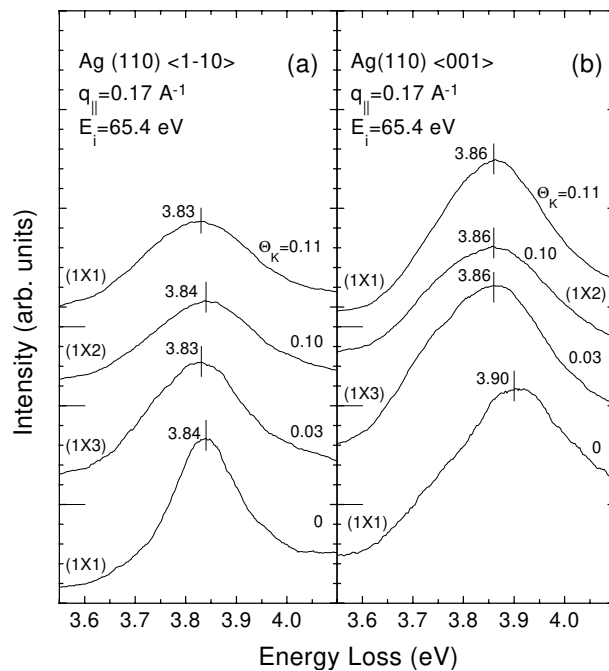 Ag (110) <1-10> (a)
q||=0.17 A-1
Ei=65.4 eV
3.83
ΘK=0.11
(1X1)
3.84
0.10
(1X2)
3.83
0.03
(1X3)
3.84
0
(1X1)
Ag(110) <001> (b)
q||=0.17 A-1
Ei=65.4 eV
3.86
ΘK=0.11
(1X1)
3.86
0.10
(1X2)
3.86
0.03
(1X3)
3.90
0
(1X1)
Intensity (arb. units)
3.6 3.8 3.9 4.0 3.6 3.8 3.9 4.0
Energy Loss (eV)